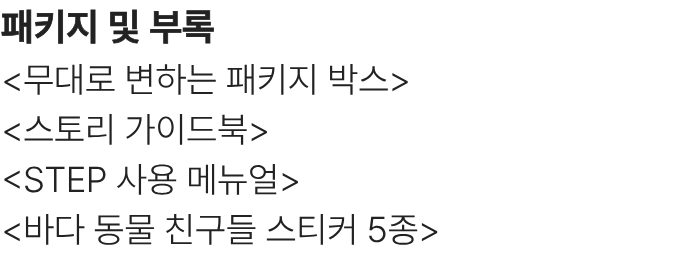 패키지 및 부록
<무대로 변하는 패키지 박스>
<스토리 가이드북>
<STEP 사용 메뉴얼>
<바다 동물 친구들 스티커 5종>